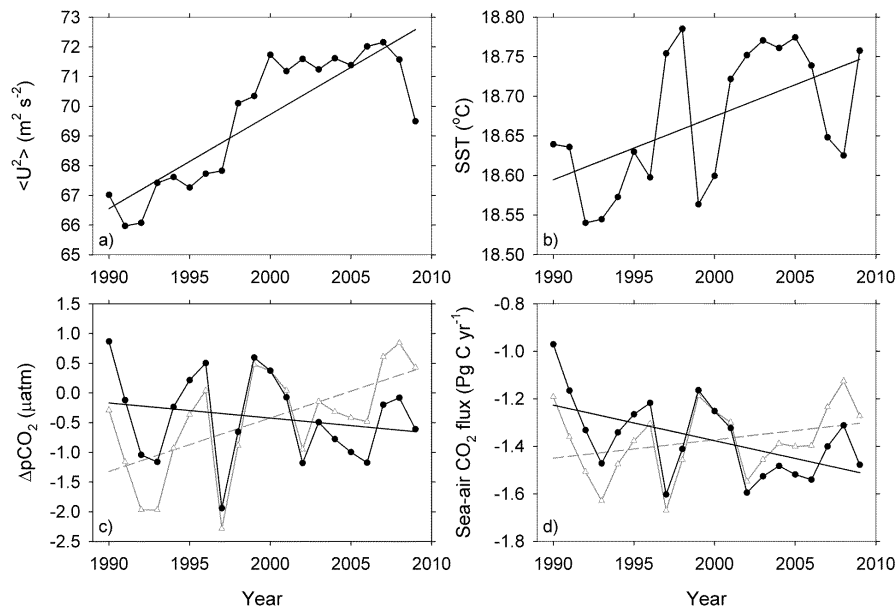 <U²> (m² s⁻²)
73
72
71
70
69
68
67
66
65
a)
1990 1995 2000 2005 2010
SST (°C)
18.80
18.75
18.70
18.65
18.60
18.55
18.50
b)
1990 1995 2000 2005 2010
ΔpCO₂ (µatm)
1.5
1.0
0.5
0.0
-0.5
-1.0
-1.5
-2.0
-2.5
c)
1990 1995 2000 2005 2010
Year
Sea-air CO₂ flux (Pg C yr⁻¹)
-0.8
-1.0
-1.2
-1.4
-1.6
-1.8
d)
1990 1995 2000 2005 2010
Year